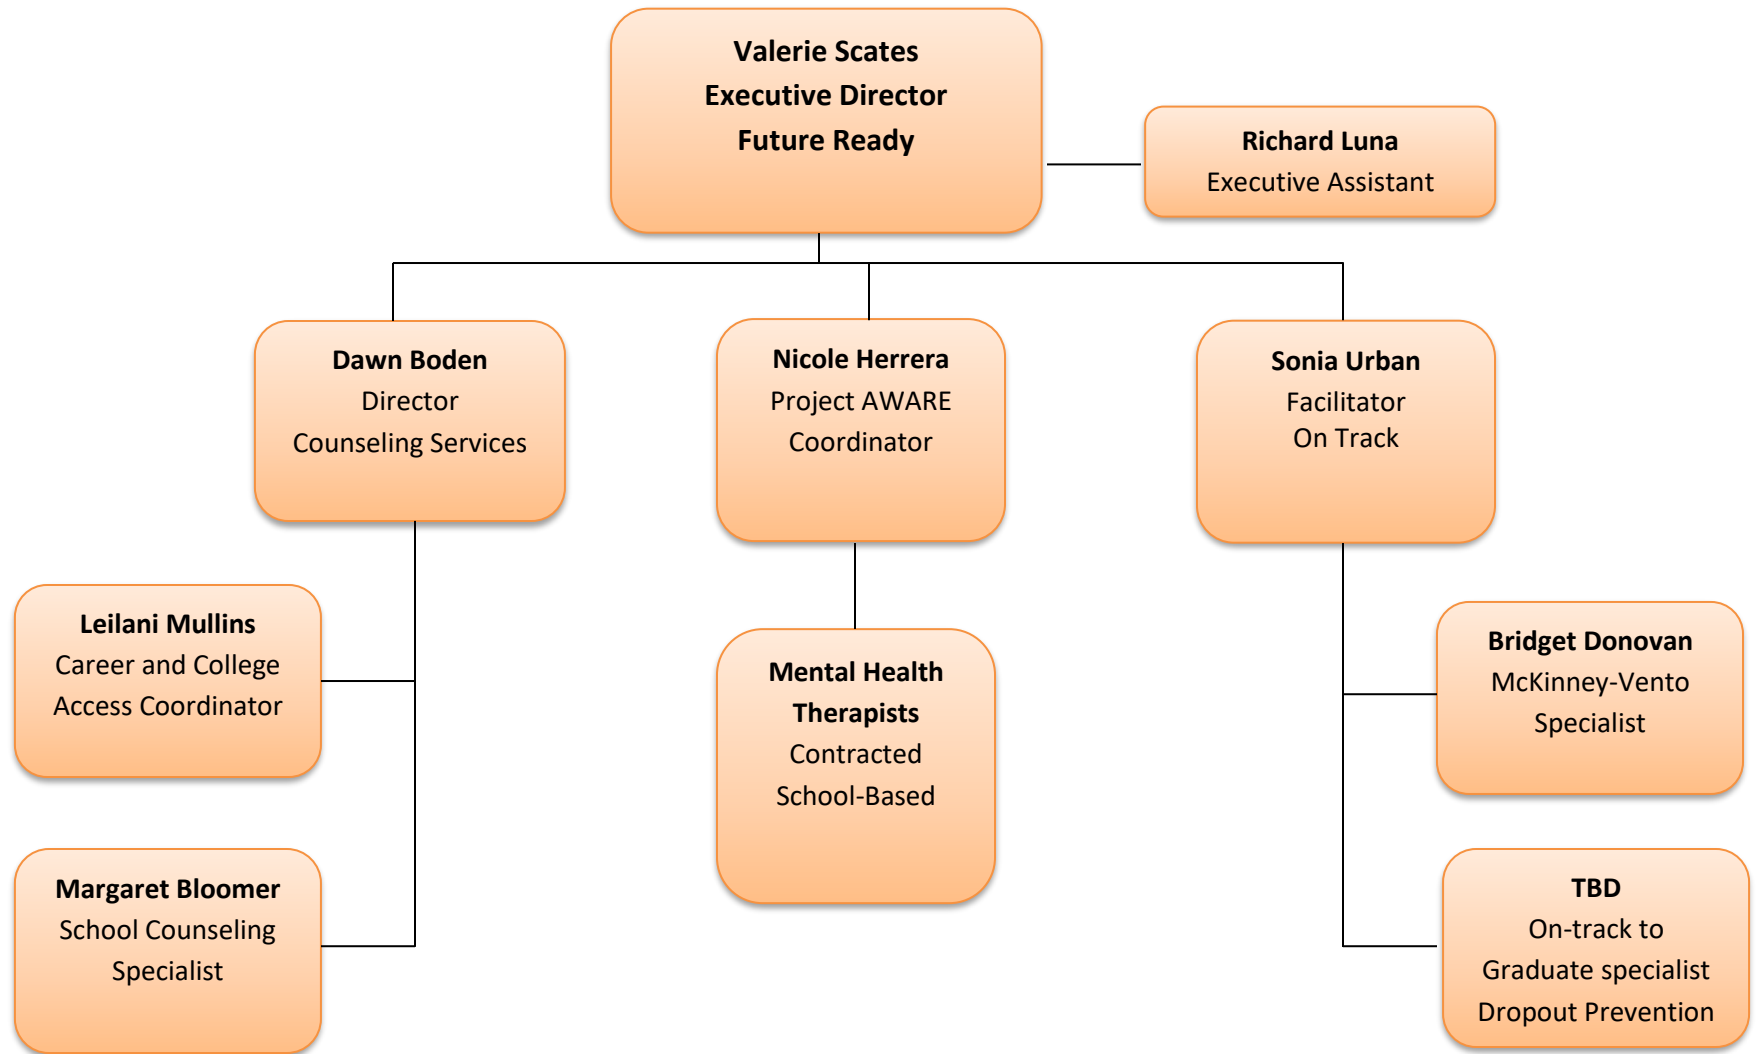 Valerie Scates
Executive Director
Future Ready
Richard Luna
Executive Assistant
Dawn Boden
Director
Counseling Services
Nicole Herrera
Project AWARE
Coordinator
Sonia Urban
Facilitator
On Track
Leilani Mullins
Career and College
Access Coordinator
Mental Health
Therapists
Contracted
School-Based
Bridget Donovan
McKinney-Vento
Specialist
Margaret Bloomer
School Counseling
Specialist
TBD
On-track to
Graduate specialist
Dropout Prevention